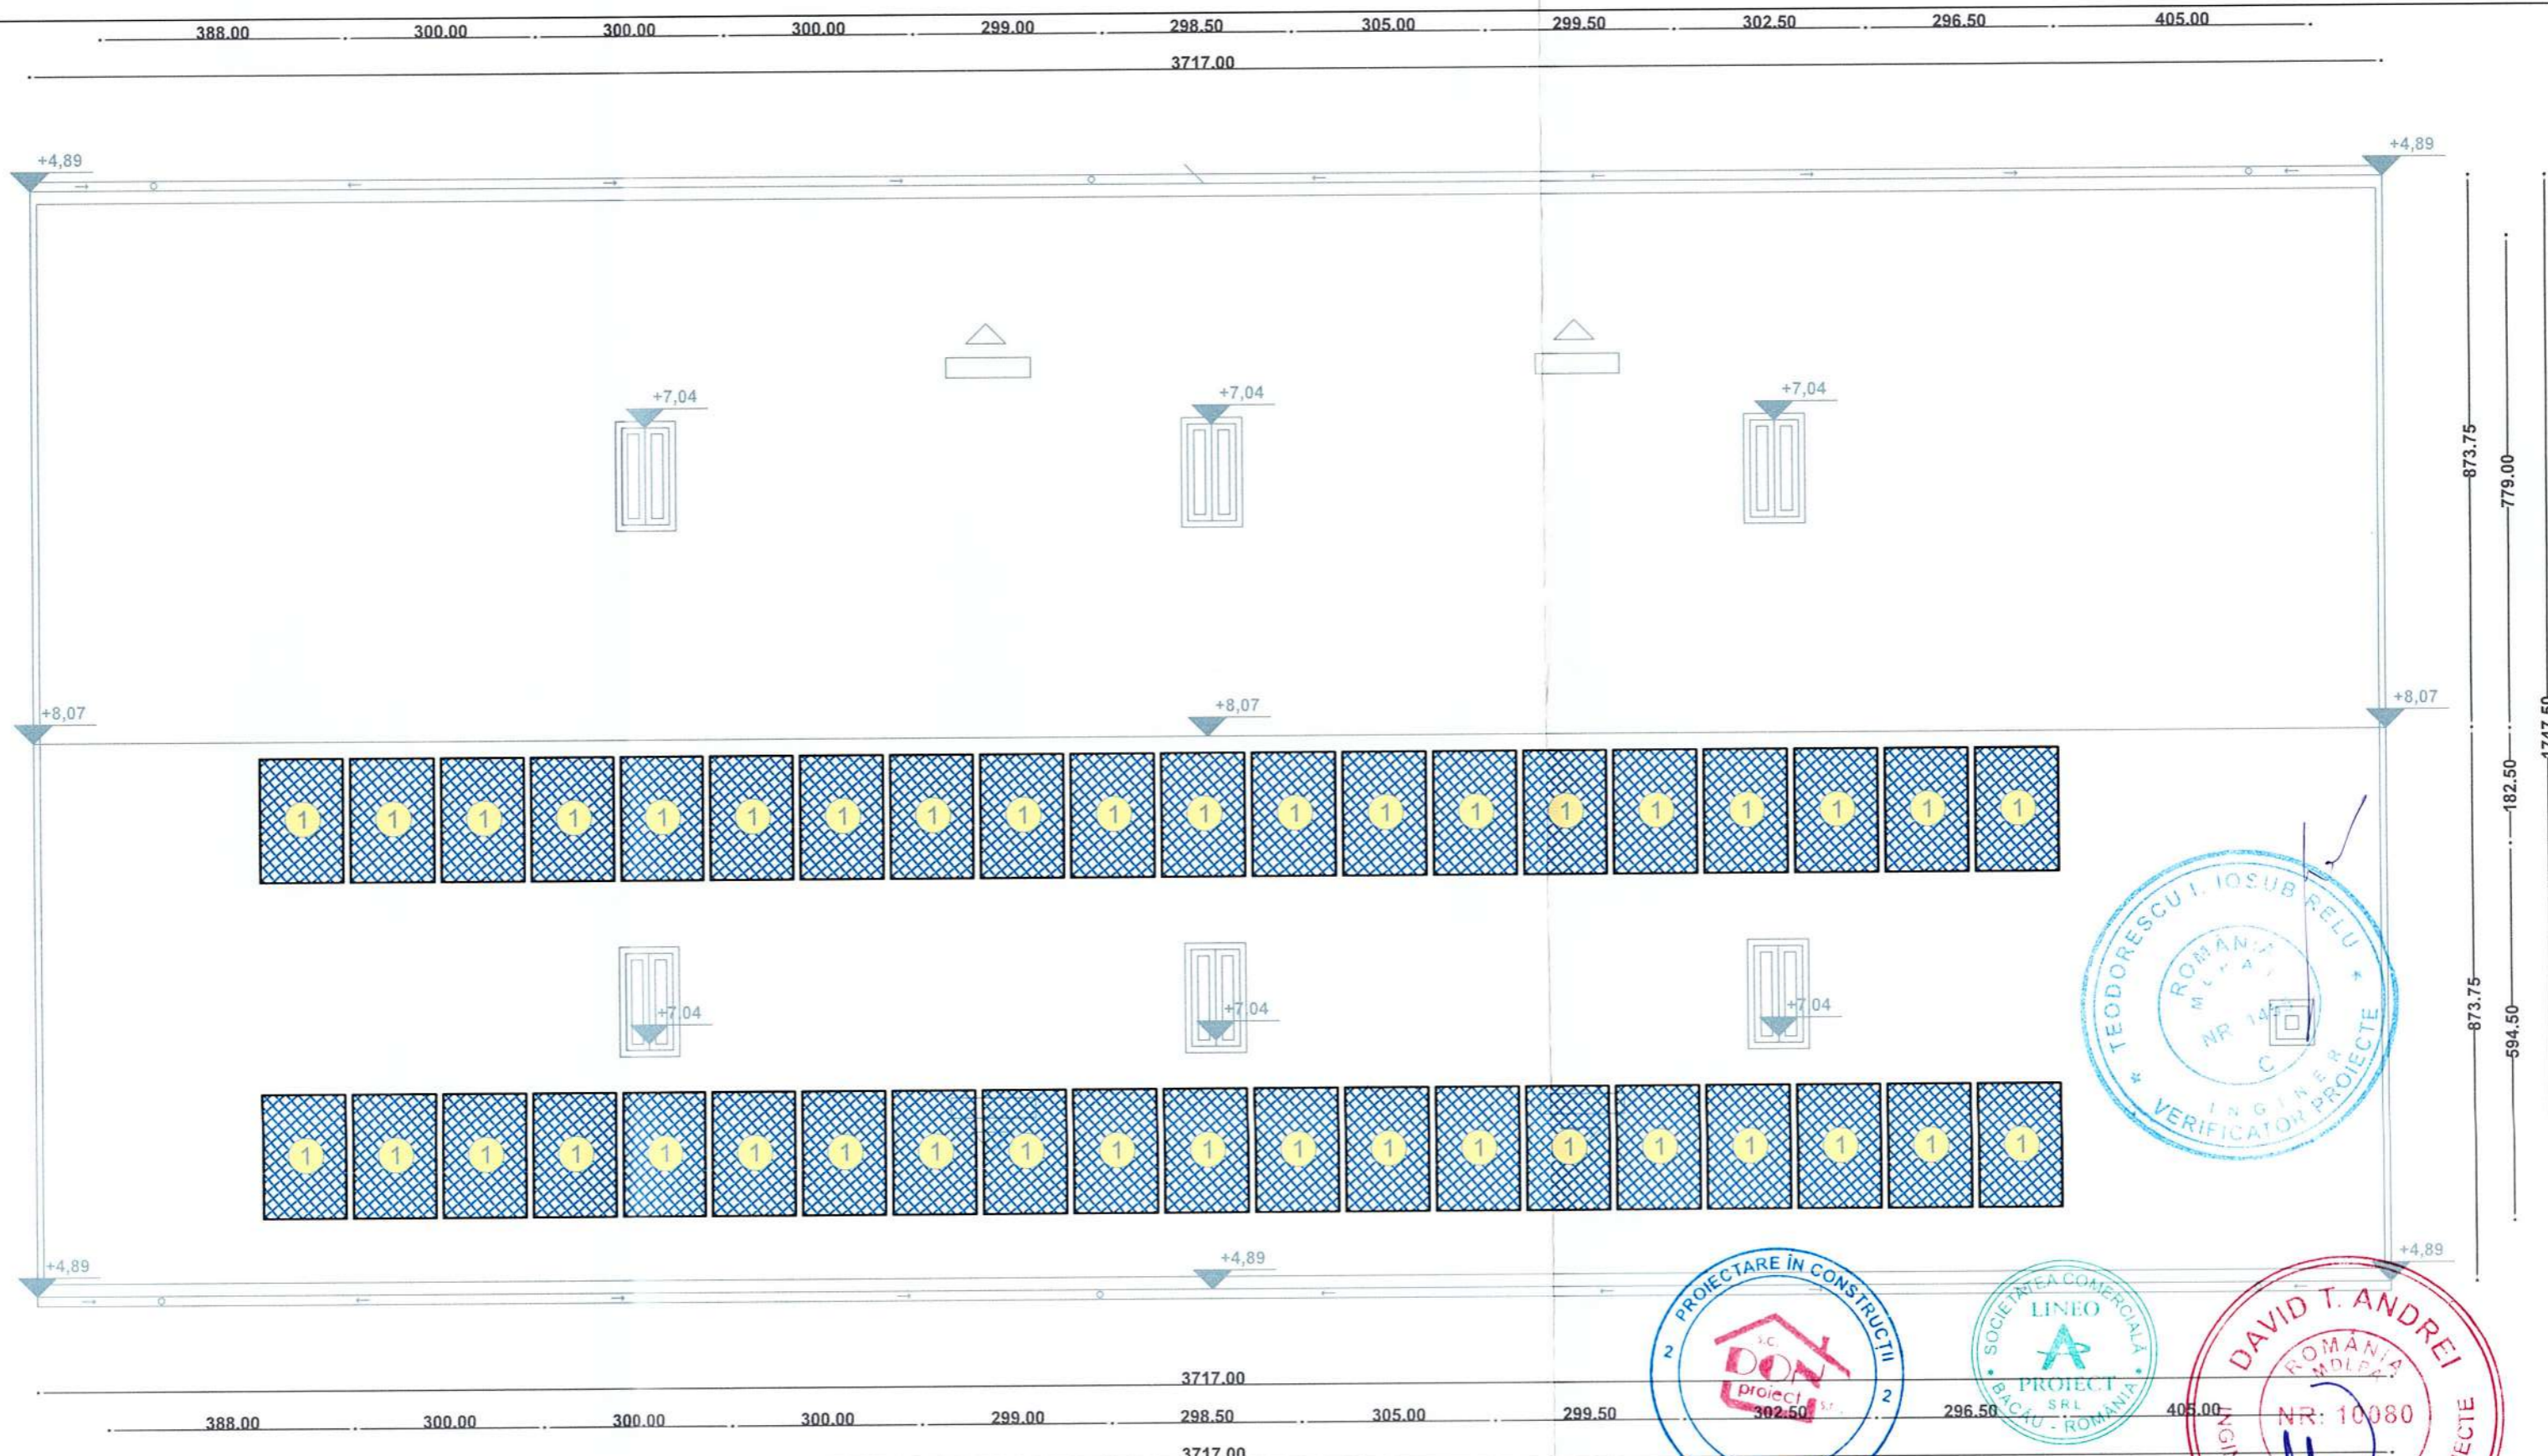 388.00 300.00 300.00 300.00 299.00 298.50 305.00 299.50 302.50 296.50 405.00
3717.00
+4,89 +4,89
873.75
779.00
+7,04 +7,04 +7,04
+8,07 +8,07 +8,07
1 1 1 1 1 1 1 1 1 1 1 1 1 1 1 1 1 1 1 1
182.50
1747.50
TEODORESCU I. IOSUB RELU
ROMÂNIA
NR
C
INGINER
VERIFICATOR PROIECTE
873.75
594.50
+7,04 +7,04 +7,04
1 1 1 1 1 1 1 1 1 1 1 1 1 1 1 1 1 1 1 1
+4,89 +4,89 +4,89
PROIECTARE ÎN CONSTRUCȚII
2 2
S.C.
DON
proiect
s.r.
SOCIETATEA COMERCIALĂ
LINEO
PROIECT
SRL
BACĂU - ROMÂNIA
DAVID T. ANDREI
ROMÂNIA
MDLPA
NR: 10080
3717.00
388.00 300.00 300.00 300.00 299.00 298.50 305.00 299.50 302.50 296.50 405.00
3717.00